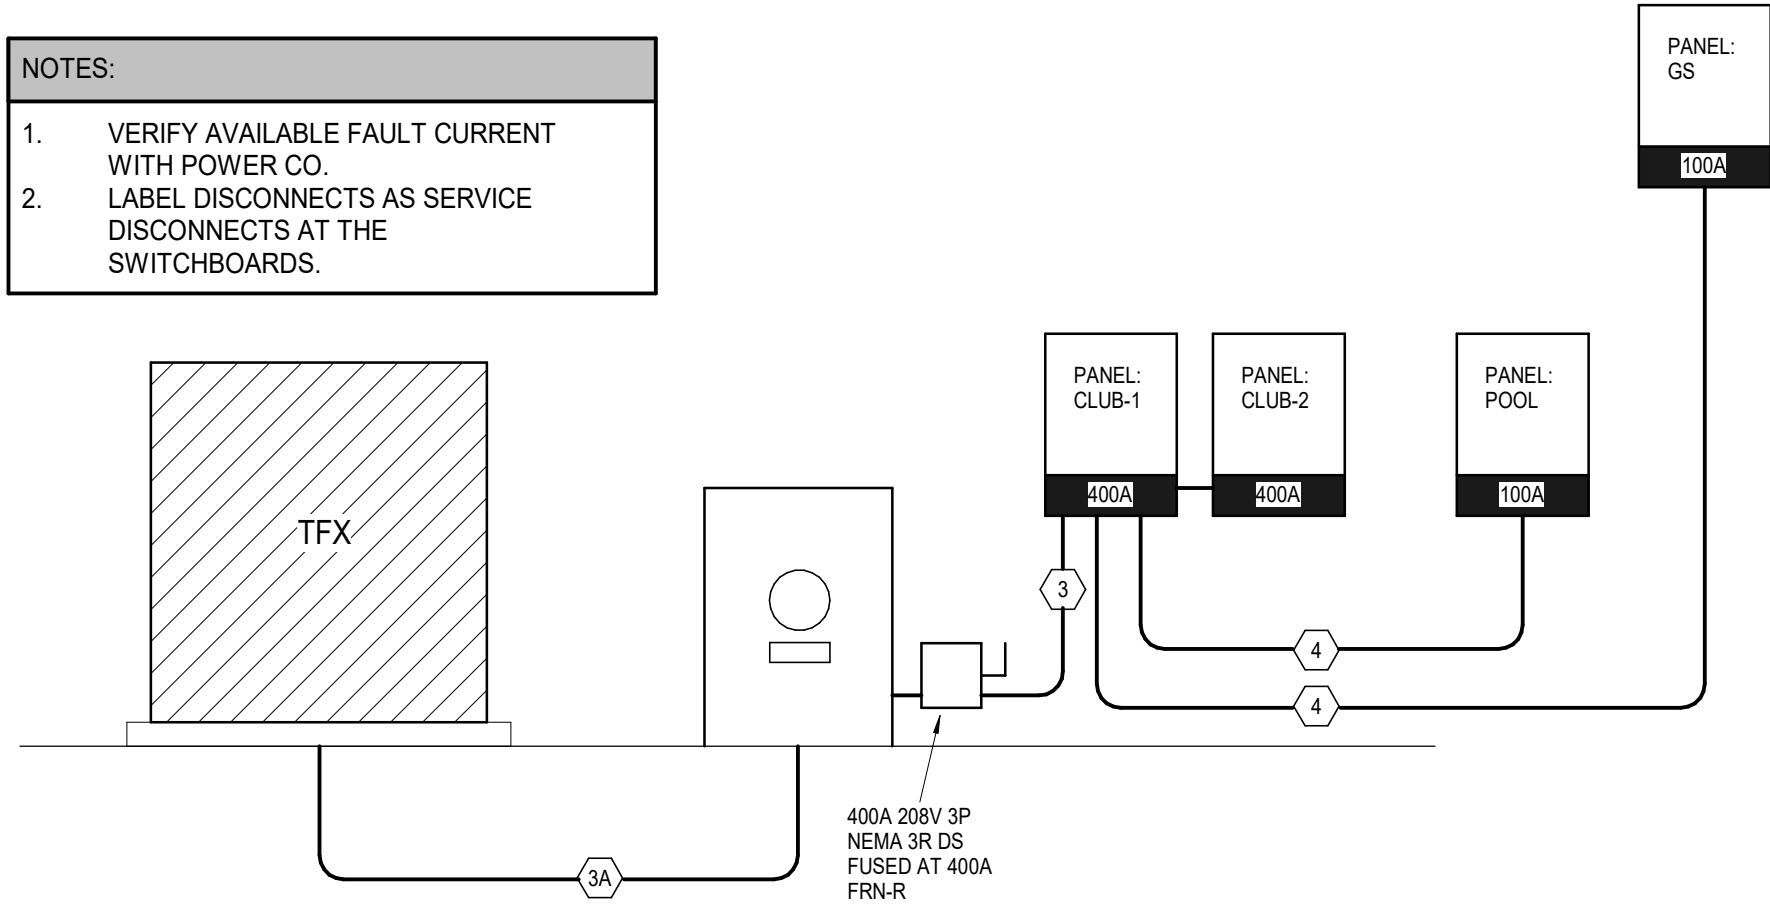 NOTES:
1. VERIFY AVAILABLE FAULT CURRENT
WITH POWER CO.
2. LABEL DISCONNECTS AS SERVICE
DISCONNECTS AT THE
SWITCHBOARDS.
PANEL:
GS
100A
TFX
PANEL:
CLUB-1
400A
PANEL:
CLUB-2
400A
PANEL:
POOL
100A
3
4
4
400A 208V 3P
NEMA 3R DS
FUSED AT 400A
FRN-R
3A